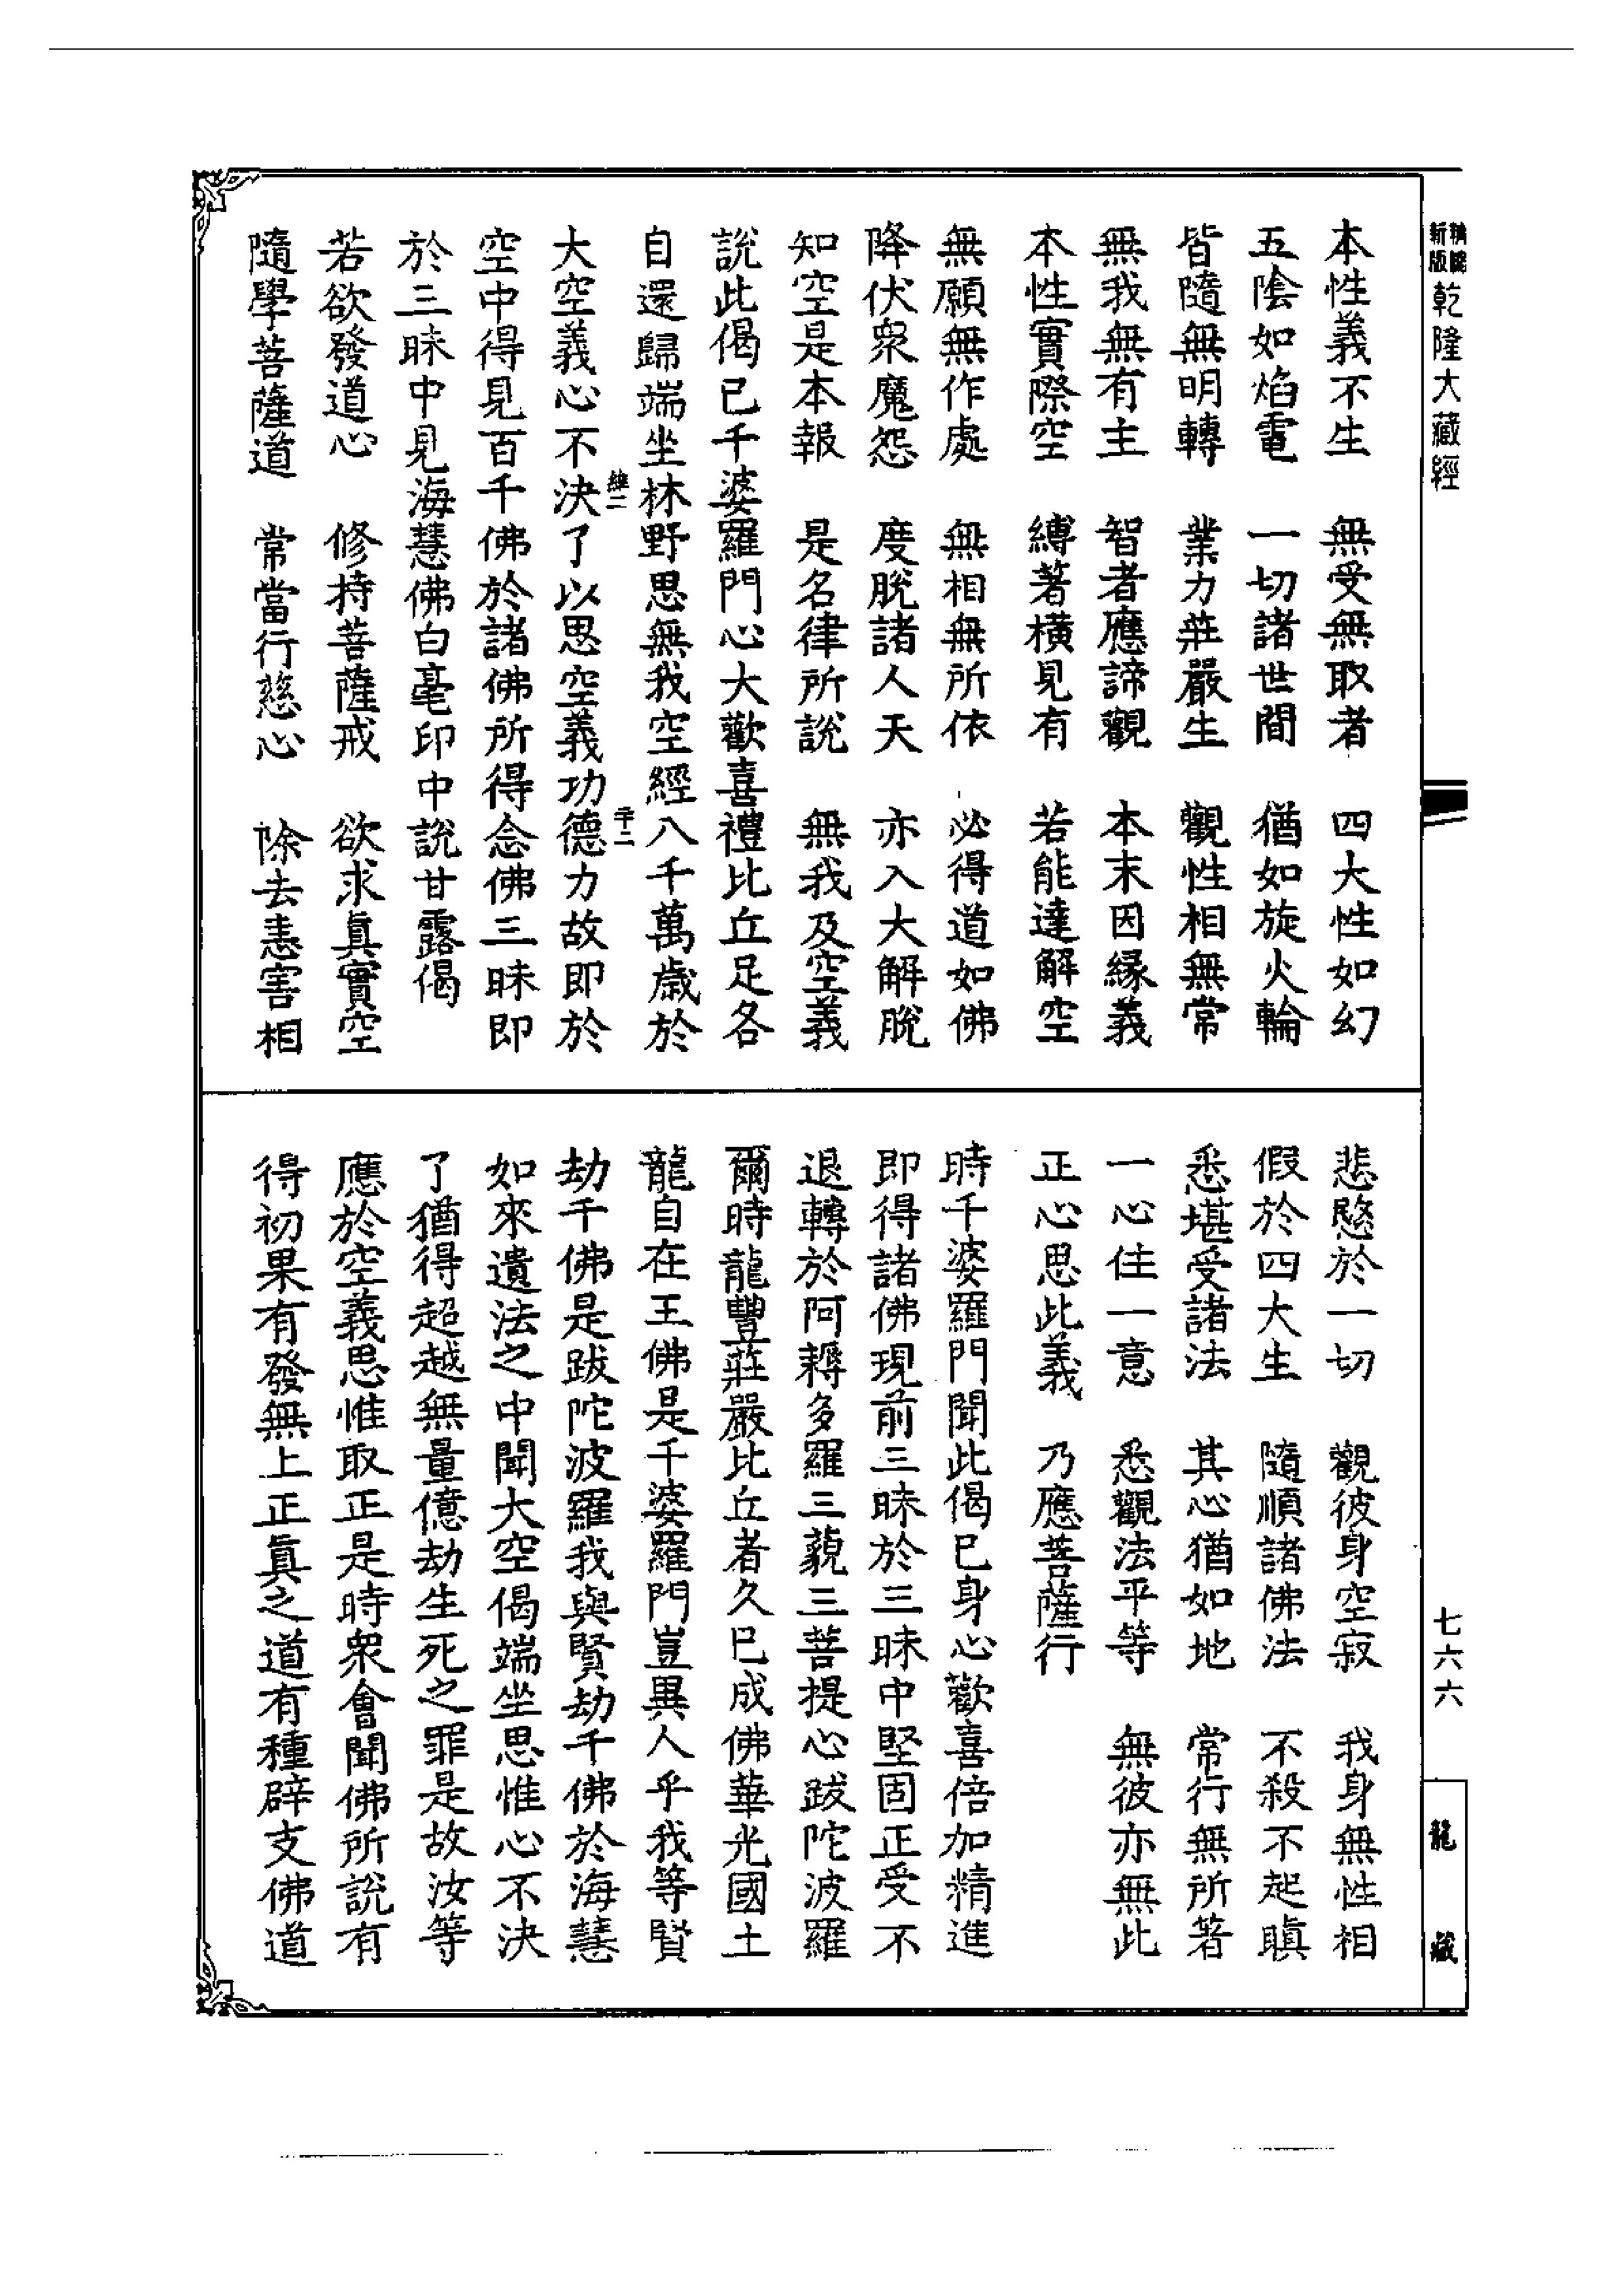 新版乾隆大藏經
本性義不生　無受無取者　四大性如幻
五陰如焰電　一切諸世間　猶如旋火輪
皆隨無明轉　業力莊嚴生　觀性相無常
無我無有主　智者應諦觀　本末因緣義
本性實際空　縛著橫見有　若能達解空
無願無作處　無相無所依　必得道如佛
降伏眾魔怨　度脫諸人天　亦入大解脫
知空是本報　是名律所說　無我及空義
說此偈已千婆羅門心大歡喜禮比丘足各
自還歸端坐林野思無我空經八千萬歲於
維二
大空義心不決了以思空義功德力故即於
空中得見百千佛於諸佛所得念佛三昧即
於三昧中見海慧佛白毫印中說甘露偈
若欲發道心　修持菩薩戒　欲求真實空
隨學菩薩道　常當行慈心　除去恚害相
悲愍於一切　觀彼身空寂　我身無性相
假於四大生　隨順諸佛法　不殺不起瞋
悉堪受諸法　其心猶如地　常行無所著
一心住一意　悉觀法平等　無彼亦無此
正心思此義　乃應菩薩行
時千婆羅門聞此偈已身心歡喜倍加精進
即得諸佛現前三昧於三昧中堅固正受不
退轉於阿耨多羅三藐三菩提心跋陀波羅
爾時龍豐莊嚴比丘者久已成佛華光國土
龍自在王佛是千婆羅門豈異人乎我等賢
劫千佛是跋陀波羅我與賢劫千佛於海慧
如來遺法之中聞大空偈端坐思惟心不決
了猶得超越無量億劫生死之罪是故汝等
應於空義思惟取正是時眾會聞佛所說有
得初果有發無上正真之道有種辟支佛道
七六六
龍藏